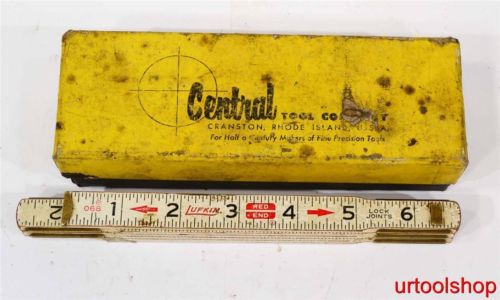 Central TOOL COMPANY
CRANSTON, RHODE ISLAND, U.S.A.
For Half a Century Makers of Fine Precision Tools
2 068 1 2 LUFKIN 3 RED END 4 5 LOCK JOINTS 6
urtoolshop